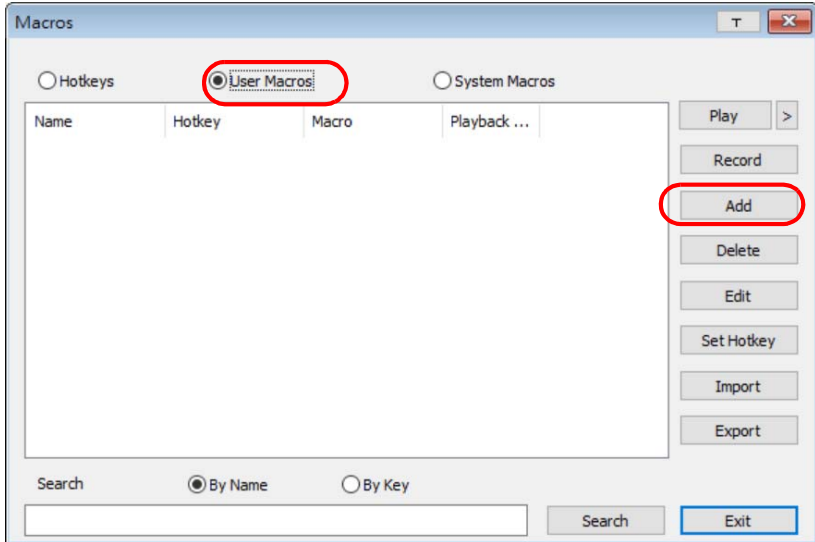 Macros
T
Hotkeys User Macros System Macros
Name Hotkey Macro Playback ...
Play >
Record
Add
Delete
Edit
Set Hotkey
Import
Export
Search By Name By Key
Search Exit